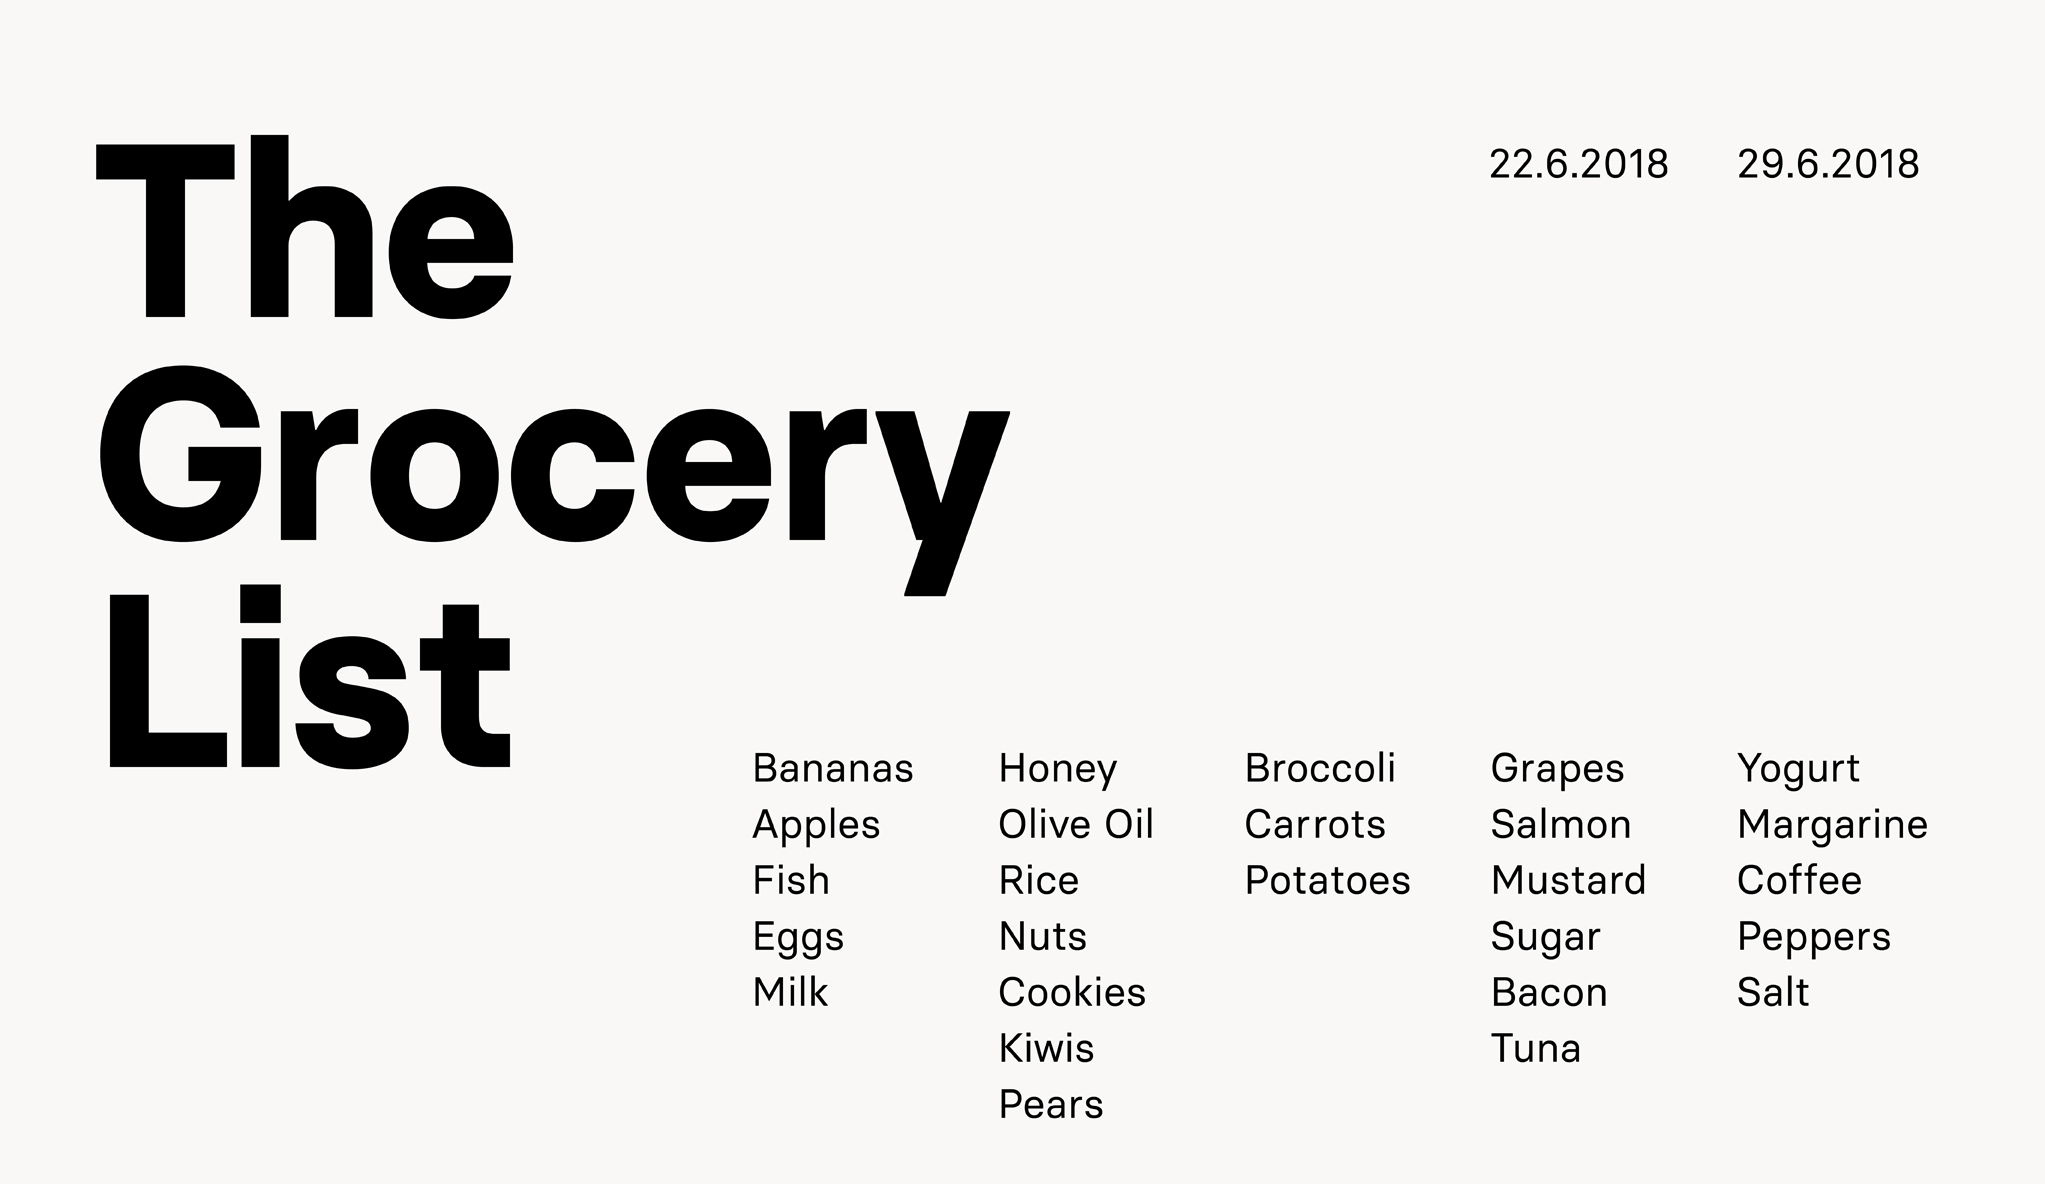 The
Grocery
List
22.6.2018
29.6.2018
Bananas
Apples
Fish
Eggs
Milk
Honey
Olive Oil
Rice
Nuts
Cookies
Kiwis
Pears
Broccoli
Carrots
Potatoes
Grapes
Salmon
Mustard
Sugar
Bacon
Tuna
Yogurt
Margarine
Coffee
Peppers
Salt